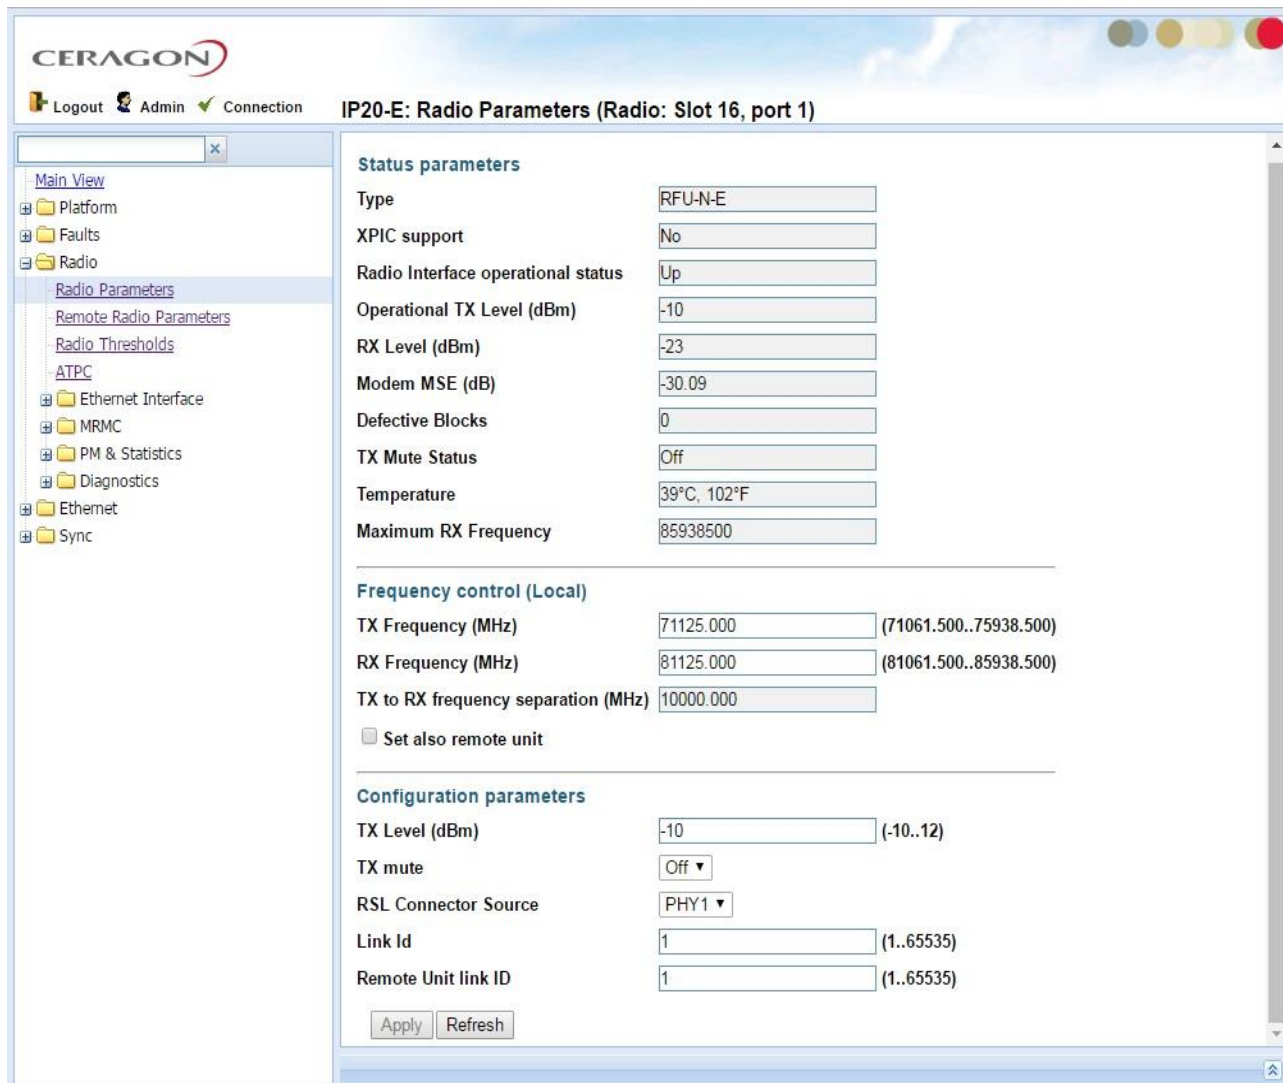 CERAGON
Logout Admin Connection
IP20-E: Radio Parameters (Radio: Slot 16, port 1)
Main View
Platform
Faults
Radio
Radio Parameters
Remote Radio Parameters
Radio Thresholds
ATPC
Ethernet Interface
MRMC
PM & Statistics
Diagnostics
Ethernet
Sync
Status parameters
Type RFU-N-E
XPIC support No
Radio Interface operational status Up
Operational TX Level (dBm) -10
RX Level (dBm) -23
Modem MSE (dB) -30.09
Defective Blocks 0
TX Mute Status Off
Temperature 39°C, 102°F
Maximum RX Frequency 85938500
Frequency control (Local)
TX Frequency (MHz) 71125.000 (71061.500..75938.500)
RX Frequency (MHz) 81125.000 (81061.500..85938.500)
TX to RX frequency separation (MHz) 10000.000
Set also remote unit
Configuration parameters
TX Level (dBm) -10 (-10..12)
TX mute Off
RSL Connector Source PHY1
Link Id 1 (1..65535)
Remote Unit link ID 1 (1..65535)
Apply Refresh